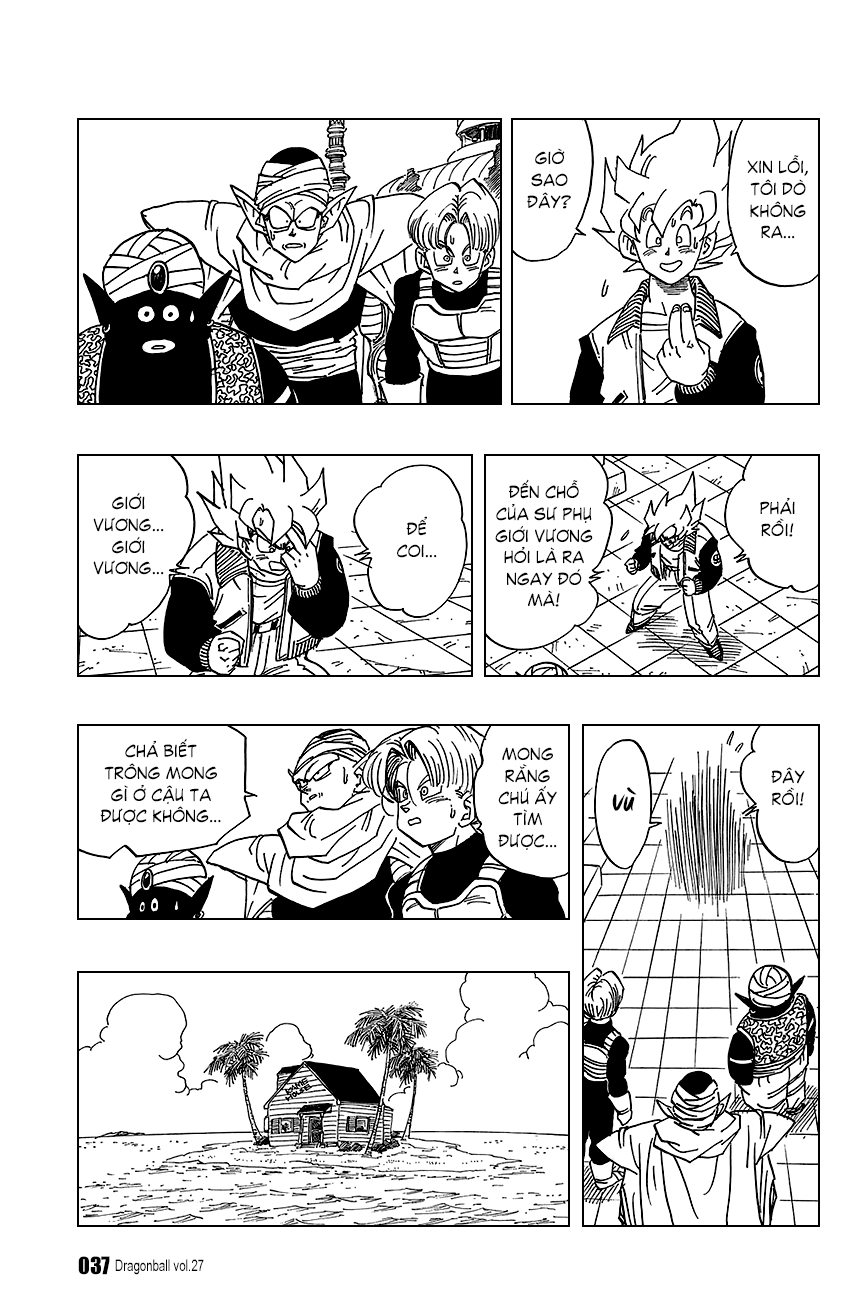 XIN LỒI,
TÔI DÒ
KHÔNG
RA...
GIỜ
SAO
ĐÂY?
PHẢI
RỒI!
ĐẾN CHỖ
CỦA SƯ PHỤ
GIỚI VƯƠNG
HỎI LÀ RA
NGAY ĐÓ
MÀ!
ĐỂ
COI...
GIỚI
VƯƠNG...
GIỚI
VƯƠNG...
ĐÂY
RỒI!
VÙ
MONG
RẰNG
CHÚ ẤY
TÌM
ĐƯỢC...
CHẢ BIẾT
TRÔNG MONG
GÌ Ở CẬU TA
ĐƯỢC KHÔNG...
KAME
HOUSE
037 Dragonball vol.27